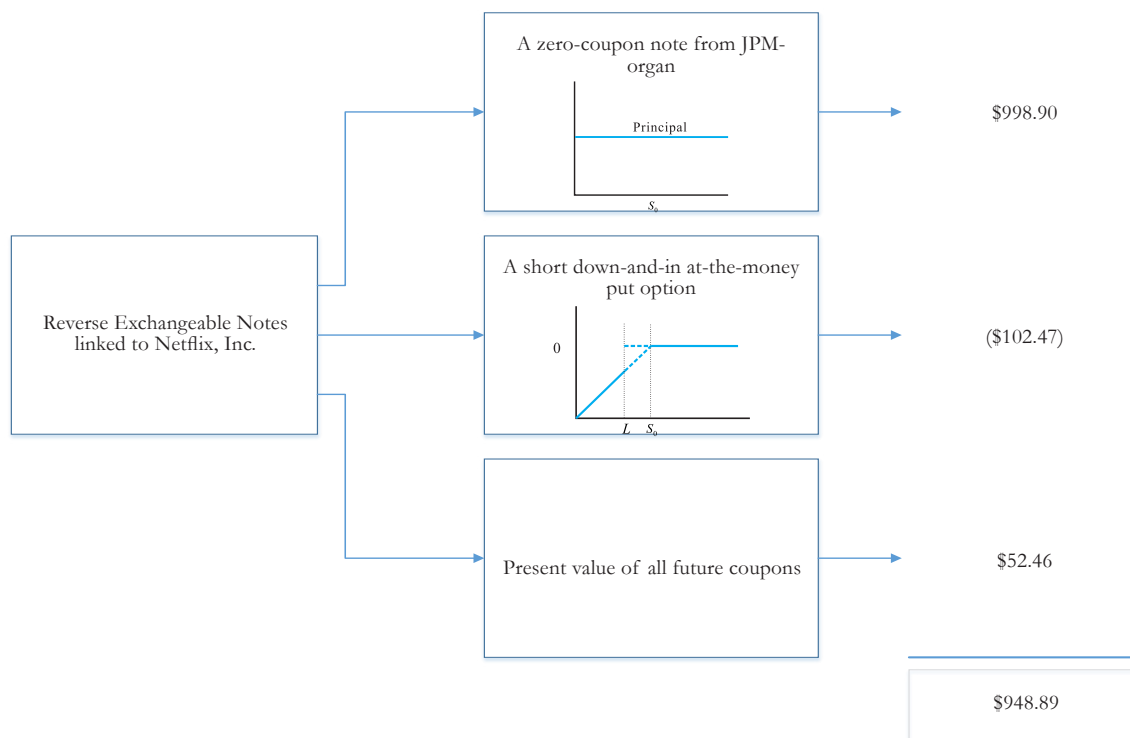 A zero-coupon note from JPM-
organ
Principal
S₀
$998.90
Reverse Exchangeable Notes
linked to Netflix, Inc.
A short down-and-in at-the-money
put option
0
L S₀
($102.47)
Present value of all future coupons
$52.46
$948.89